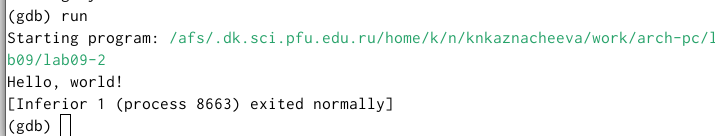 (gdb) run
Starting program: /afs/.dk.sci.pfu.edu.ru/home/k/n/knkaznacheeva/work/arch-pc/l
b09/lab09-2
Hello, world!
[Inferior 1 (process 8663) exited normally]
(gdb)